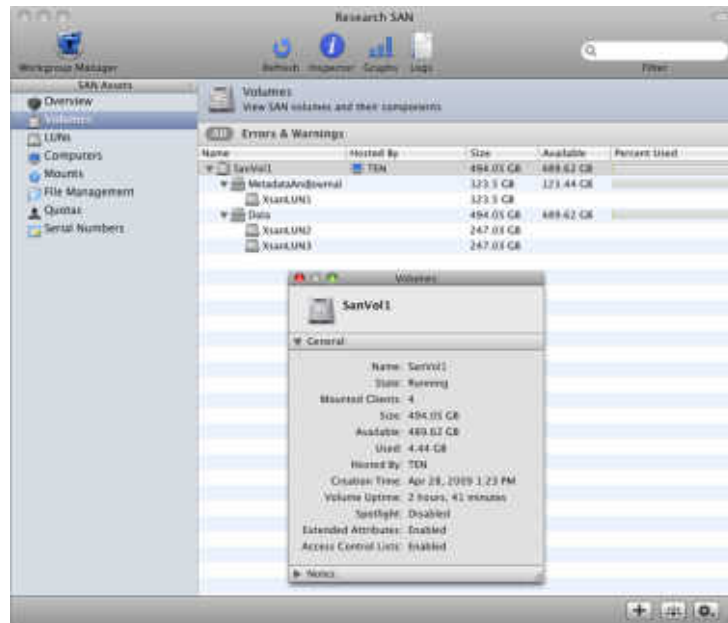 Research SAN
Workgroup Manager
Refresh Inspector Graphs Logs
Filter
SAN Assets
Overview
Volumes
LUNs
Computers
Mounts
File Management
Quotas
Serial Numbers
Volumes
View SAN volumes and their components
All Errors & Warnings
Name Hosted By Size Available Percent Used
SanVol1 TEN 494.05 GB 489.62 GB
MetadataAndJournal 123.5 GB 123.44 GB
XsanLUN1 123.5 GB
Data 494.05 GB 489.62 GB
XsanLUN2 247.03 GB
XsanLUN3 247.03 GB
Volumes
SanVol1
General
Name: SanVol1
State: Running
Mounted Clients: 4
Size: 494.05 GB
Available: 489.62 GB
Used: 4.44 GB
Hosted By: TEN
Creation Time: Apr 28, 2009 1:23 PM
Volume Uptime: 2 hours, 41 minutes
Spotlight: Disabled
Extended Attributes: Enabled
Access Control Lists: Enabled
Notes